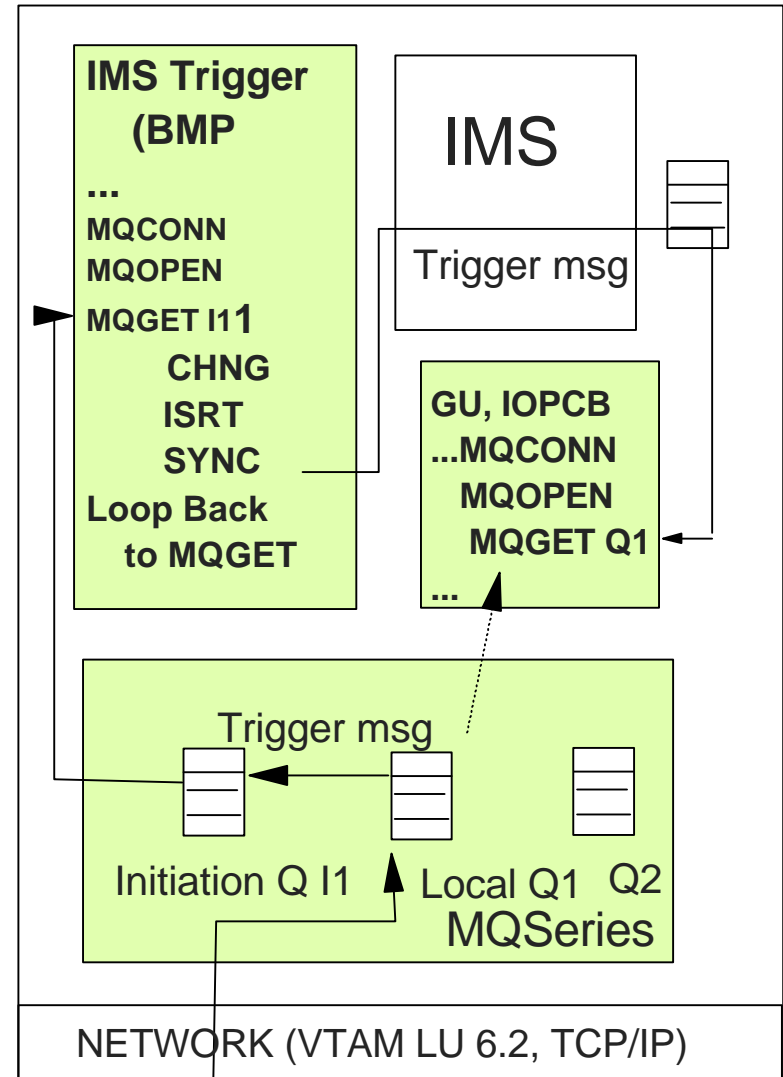 IMS Trigger
(BMP
...
MQCONN
MQOPEN
MQGET I11
CHNG
ISRT
SYNC
Loop Back
to MQGET
IMS
Trigger msg
GU, IOPCB
...MQCONN
MQOPEN
MQGET Q1
...
Trigger msg
Initiation Q I1
Local Q1
Q2
MQSeries
NETWORK (VTAM LU 6.2, TCP/IP)